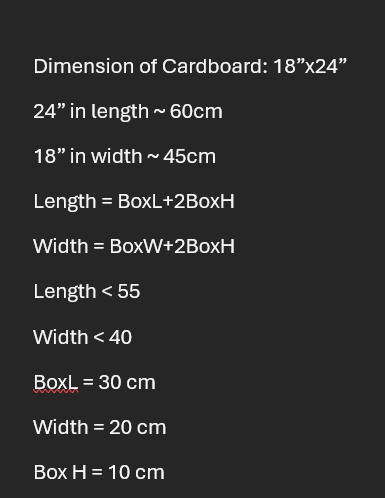 Dimension of Cardboard: 18”x24”
24” in length ~ 60cm
18” in width ~ 45cm
Length = BoxL+2BoxH
Width = BoxW+2BoxH
Length < 55
Width < 40
BoxL = 30 cm
Width = 20 cm
Box H = 10 cm